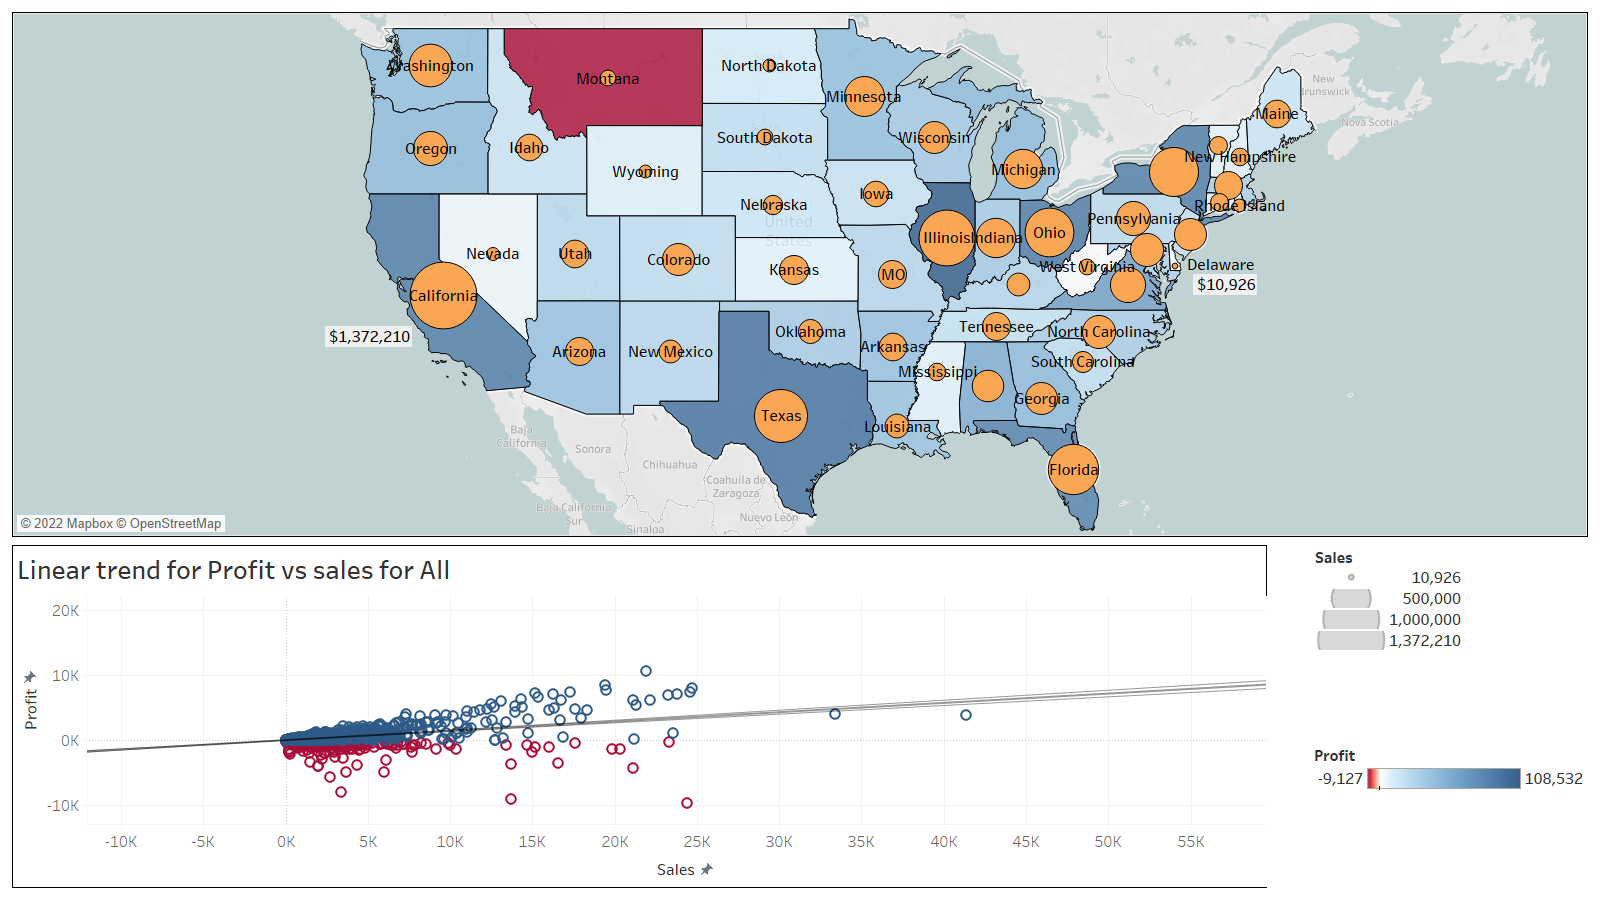 Washington
Montana
North Dakota
Minnesota
Maine
New
Brunswick
Nova Scotia
Oregon
Idaho
South Dakota
Wisconsin
Michigan
New Hampshire
Wyoming
Nebraska
Iowa
Rhode Island
Pennsylvania
United
States
Nevada
Utah
Colorado
Kansas
MO
Illinois
Indiana
Ohio
West Virginia
Delaware
$10,926
California
$1,372,210
Arizona
New Mexico
Oklahoma
Arkansas
Tennessee
North Carolina
South Carolina
Mississippi
Georgia
Texas
Louisiana
Florida
Baja
California
Sonora
Chihuahua
Coahuila de
Zaragoza
Baja California
Sur
Sinaloa
Nuevo León
© 2022 Mapbox © OpenStreetMap
Linear trend for Profit vs sales for All
20K
10K
0K
-10K
Profit
-10K
-5K
0K
5K
10K
15K
20K
25K
30K
35K
40K
45K
50K
55K
Sales
Sales
10,926
500,000
1,000,000
1,372,210
Profit
-9,127
108,532